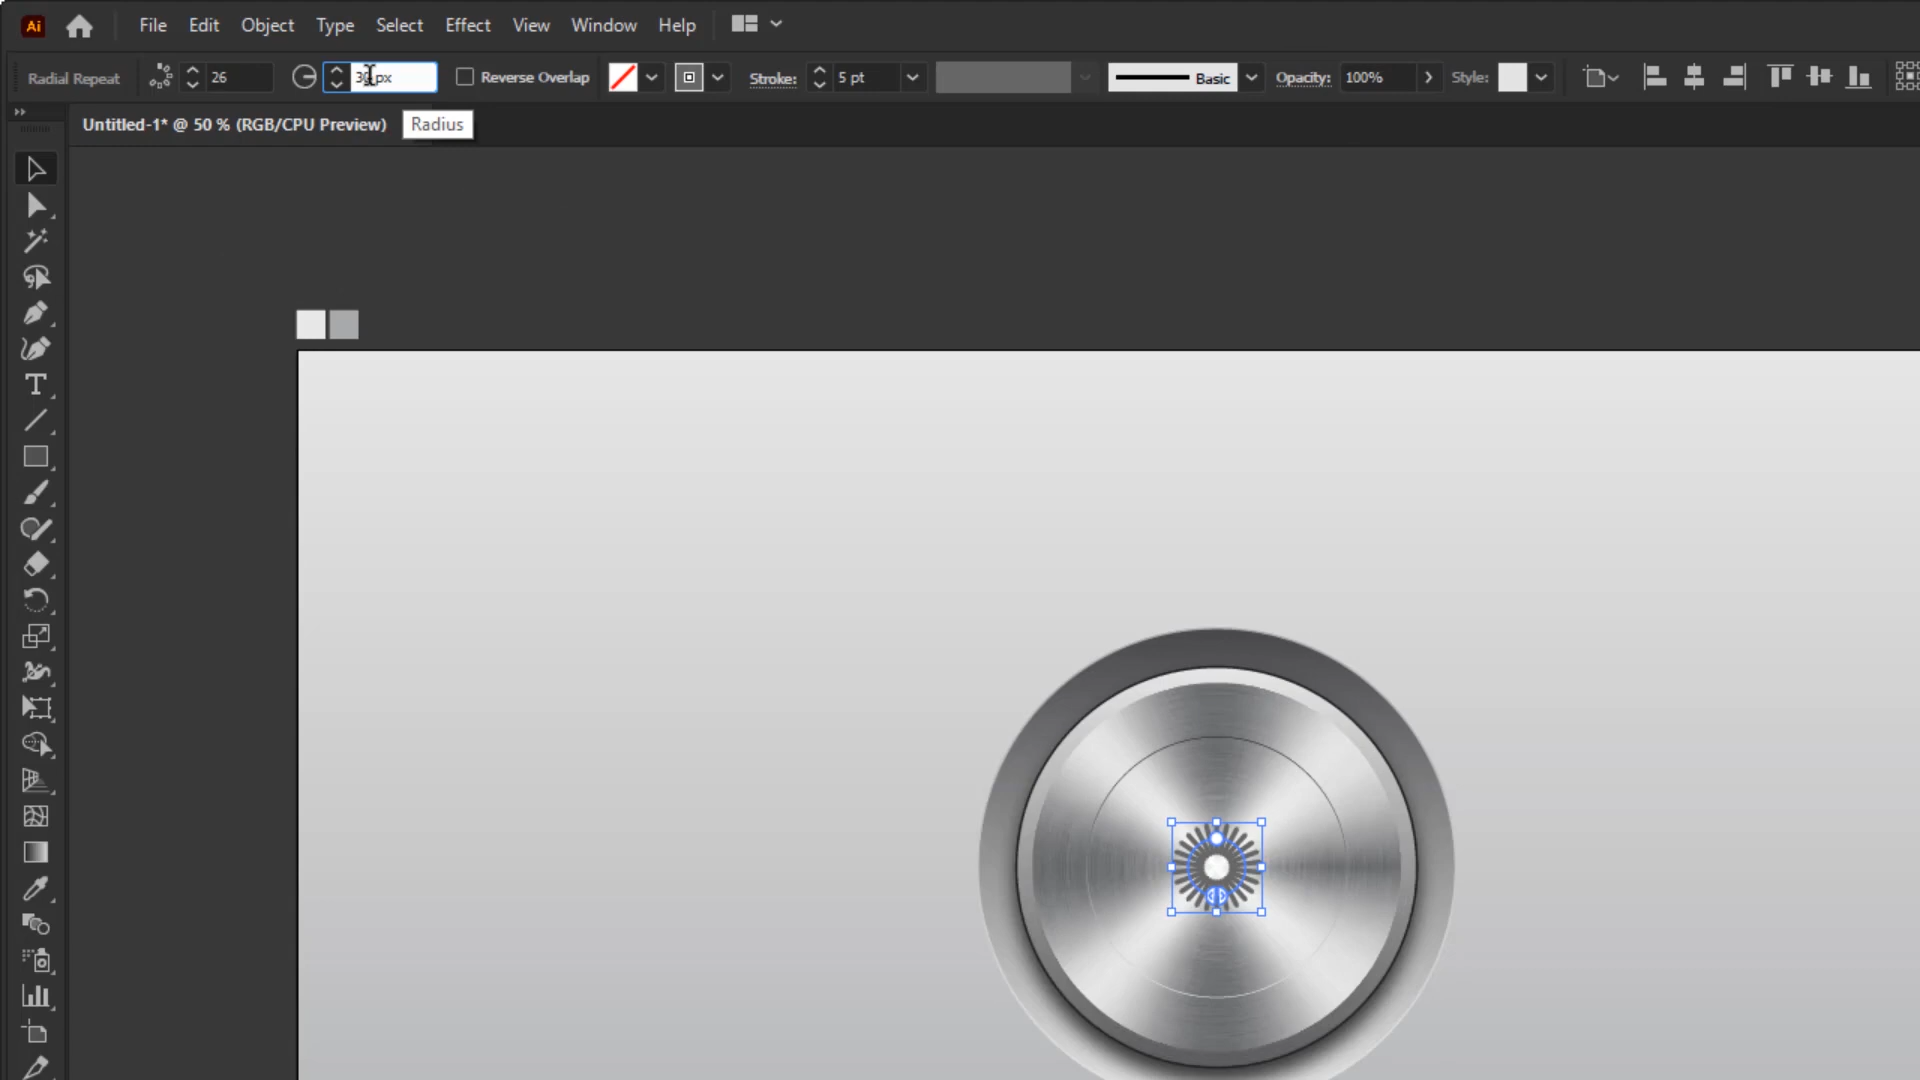 Ai File Edit Object Type Select Effect View Window Help
Radial Repeat 26 30 px Reverse Overlap Stroke: 5 pt Basic Opacity: 100% Style:
Untitled-1* @ 50 % (RGB/CPU Preview) Radius